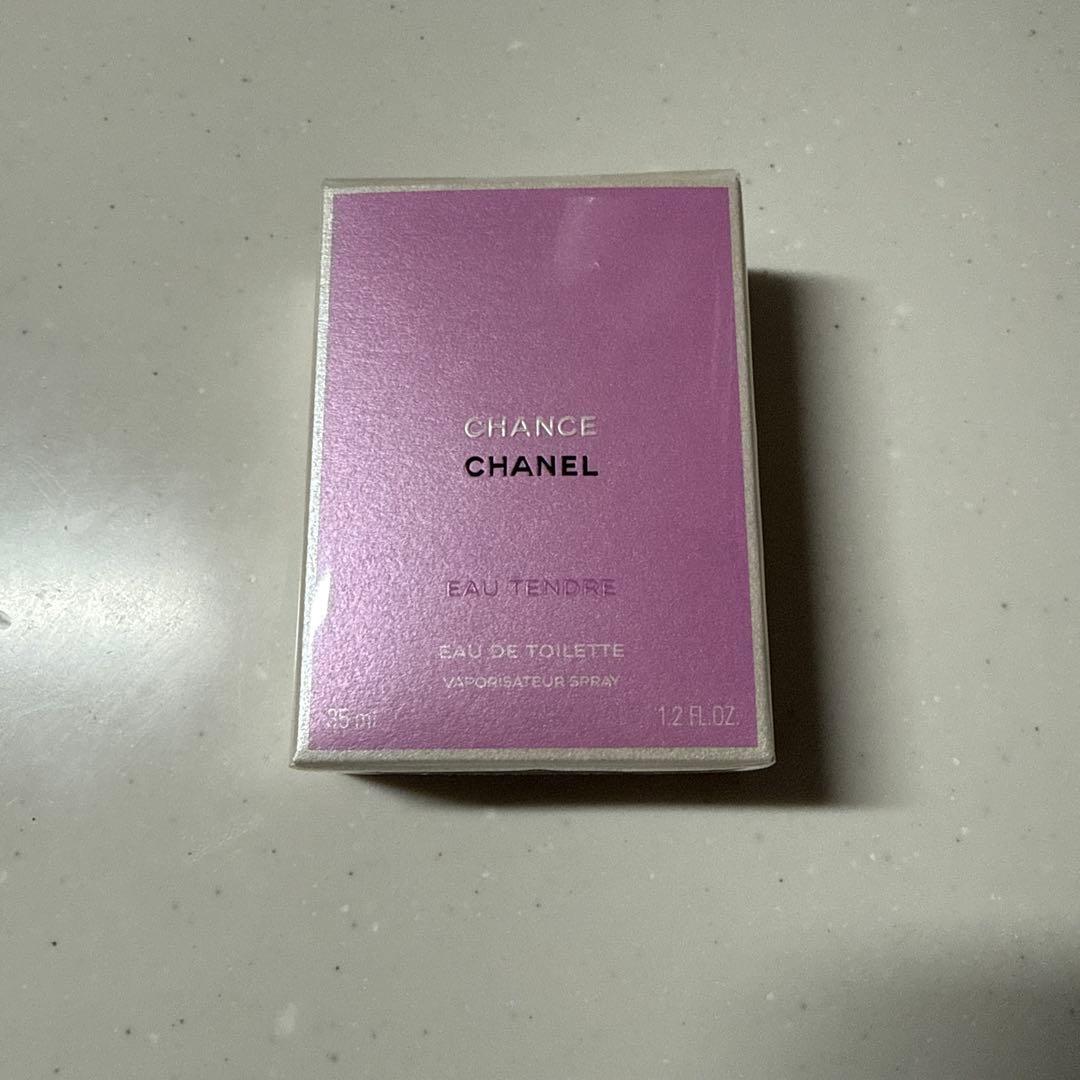 CHANCE
CHANEL
EAU TENDRE
EAU DE TOILETTE
VAPORISATEUR SPRAY
35 ml
1.2 FL.OZ.